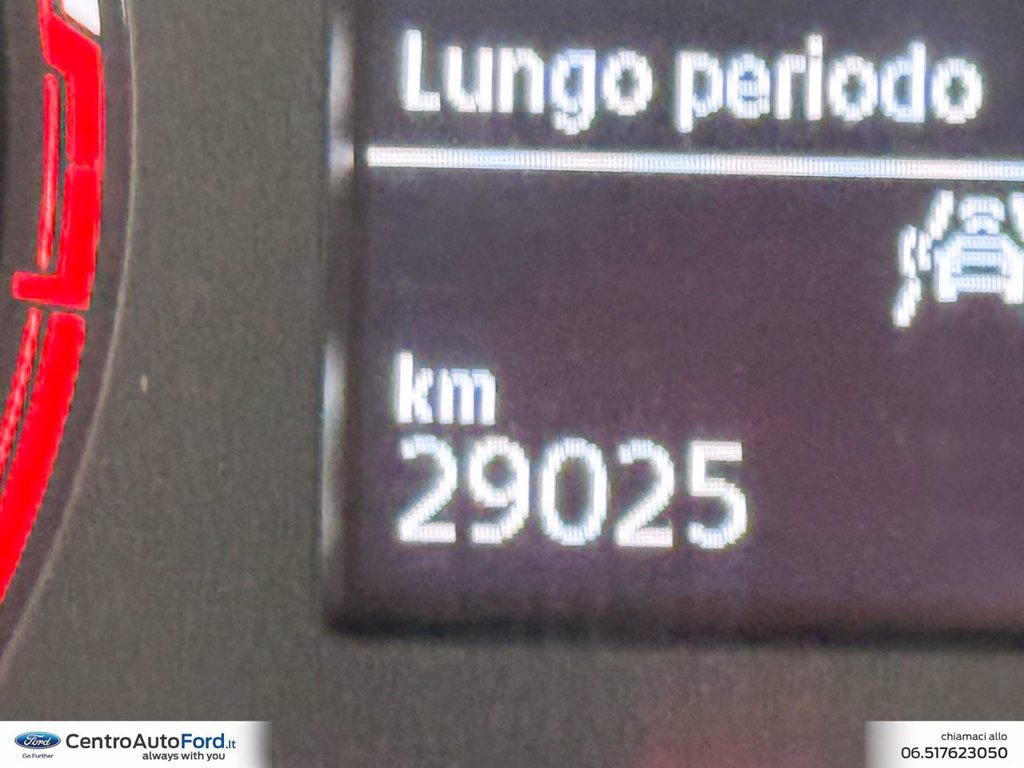 Lungo periodo
km
29025
Ford
Go Further
CentroAutoFord.it
always with you
chiamaci allo
06.517623050